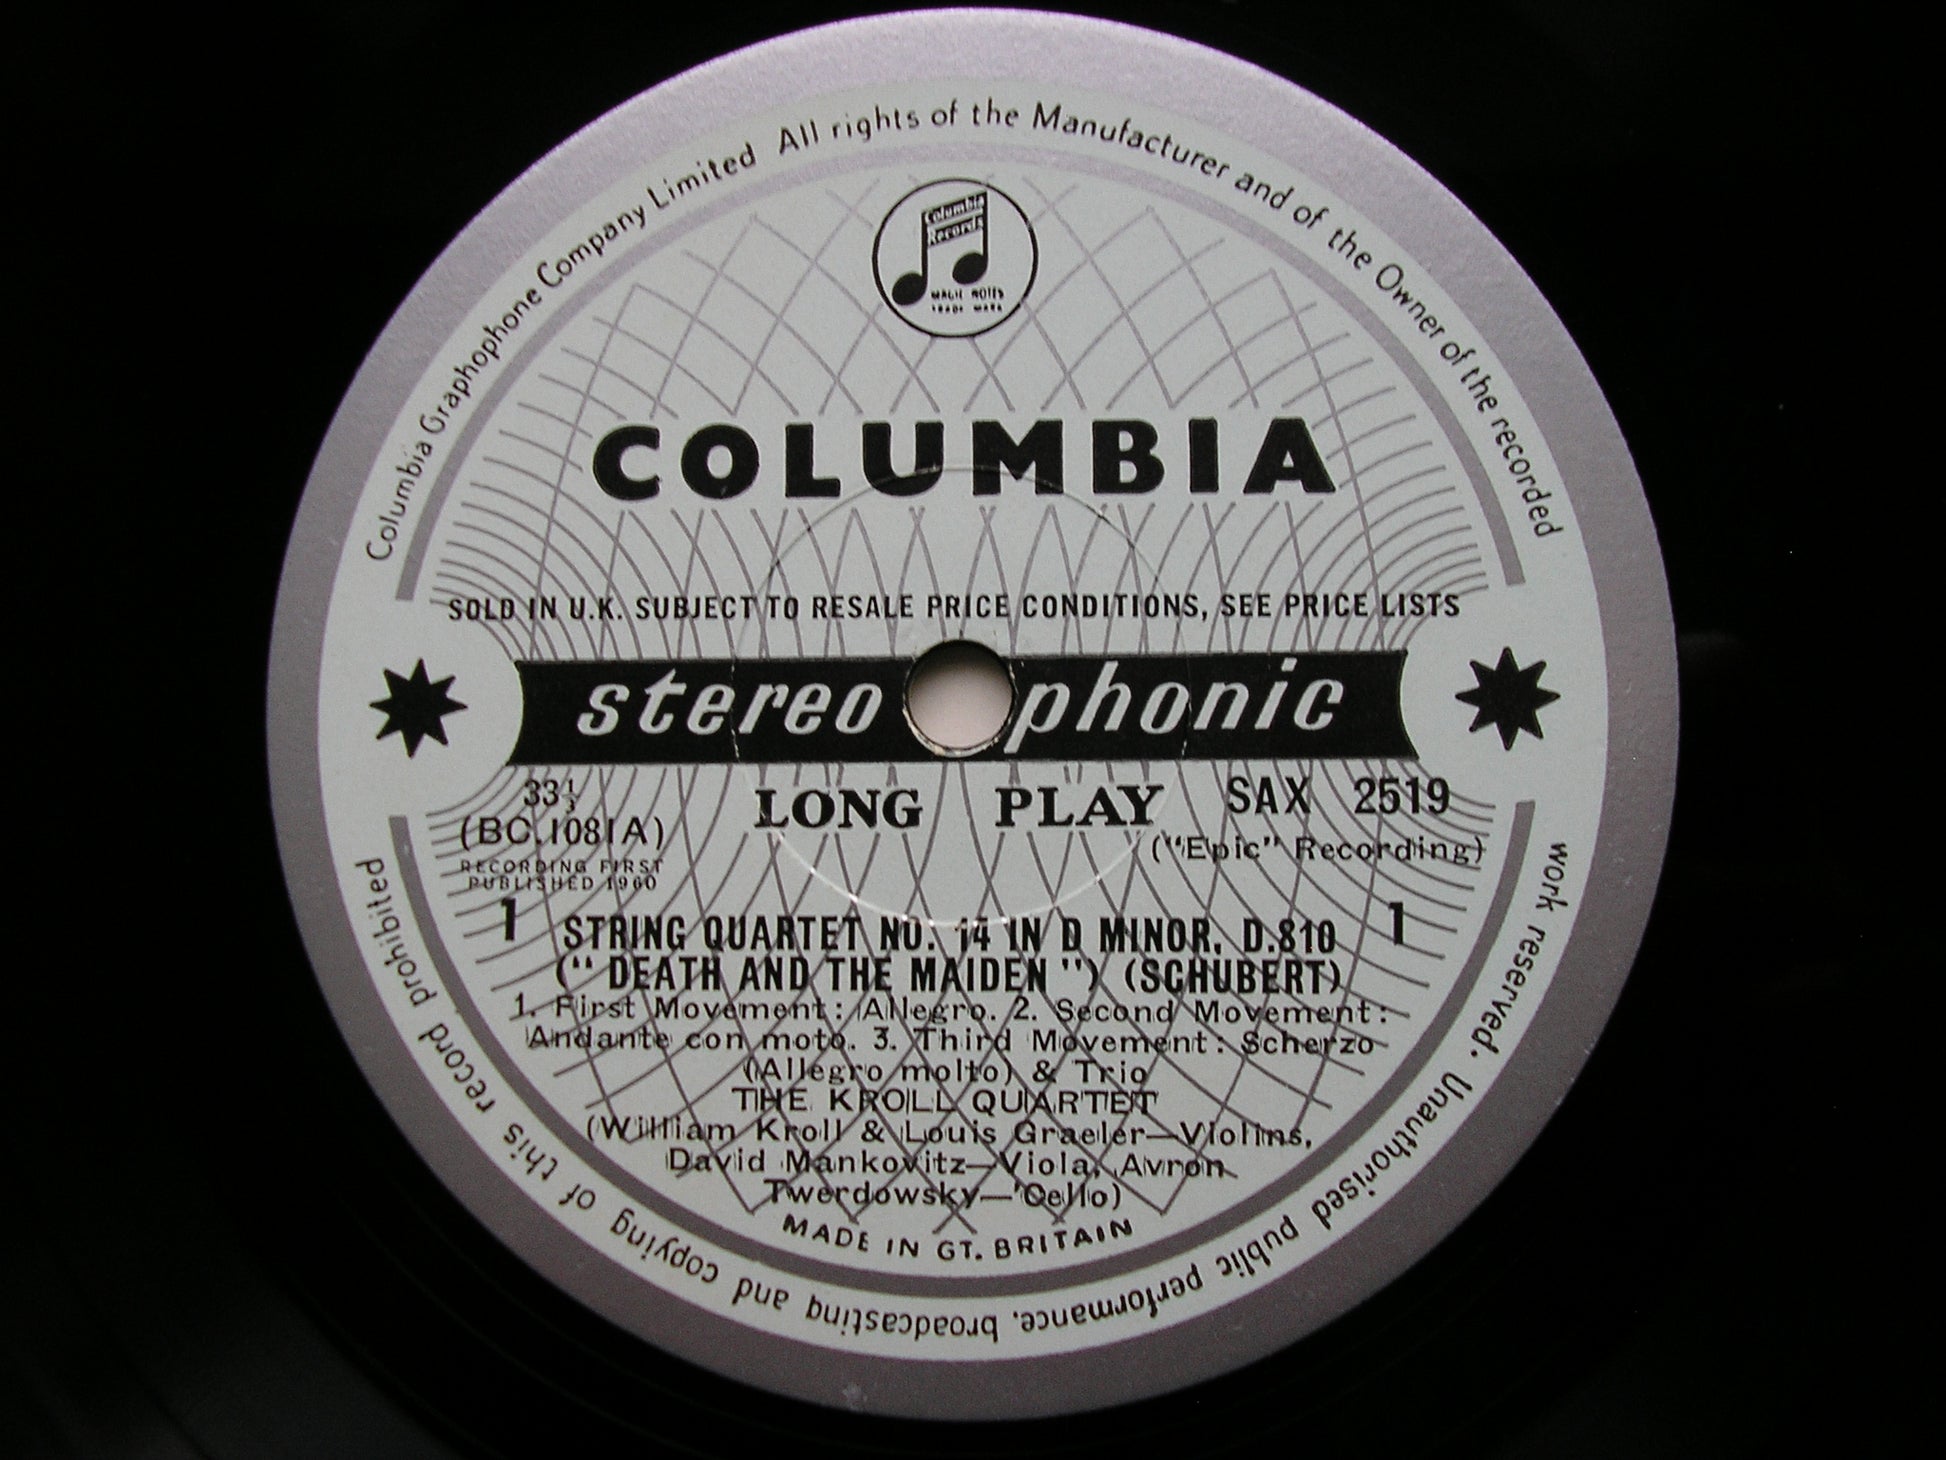 Columbia Graphophone Company Limited All rights of the Manufacturer and of the Owner of the recorded
work reserved. Unauthorised public performance, broadcasting and copying of this record prohibited
Columbia
Records
MAGIC NOTES
TRADE MARK
COLUMBIA
SOLD IN U.K. SUBJECT TO RESALE PRICE CONDITIONS, SEE PRICE LISTS
stereophonic
33⅓ LONG PLAY SAX 2519
(BC.1081A) ("Epic" Recording)
RECORDING FIRST
PUBLISHED 1960
1 STRING QUARTET NO. 14 IN D MINOR, D.810 1
("DEATH AND THE MAIDEN") (SCHUBERT)
1. First Movement: Allegro. 2. Second Movement:
Andante con moto. 3. Third Movement: Scherzo
(Allegro molto) & Trio
THE KROLL QUARTET
(William Kroll & Louis Graeler—Violins,
David Mankovitz—Viola, Avron
Twerdowsky—'Cello)
MADE IN GT. BRITAIN